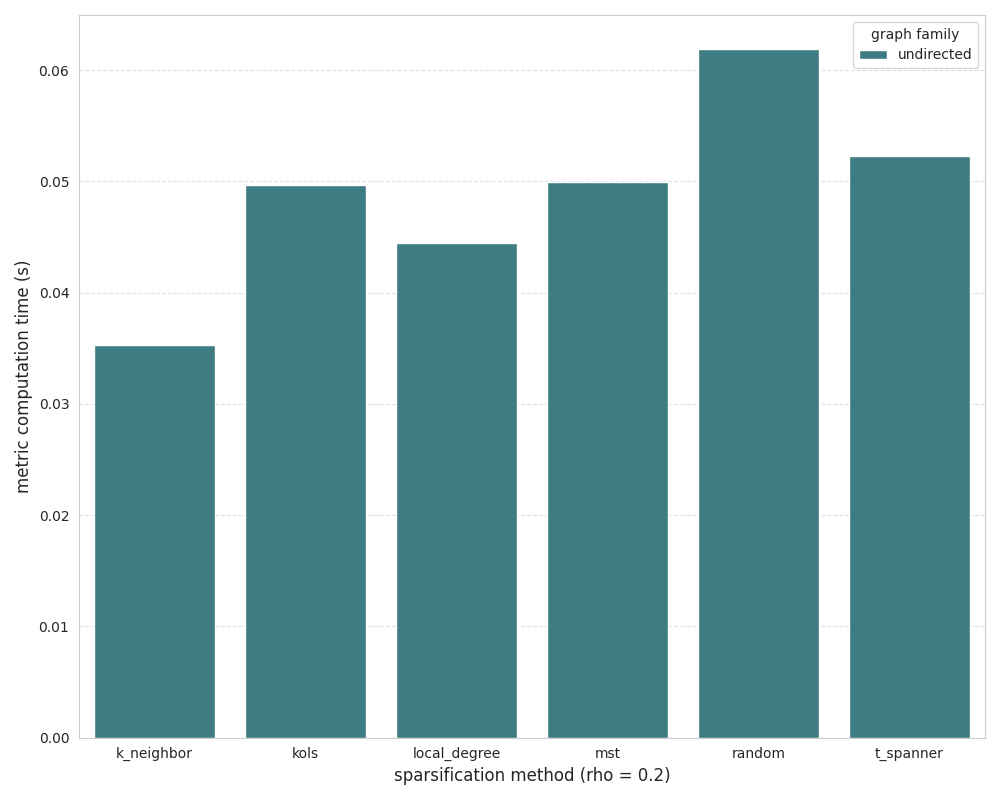 graph family
undirected
metric computation time (s)
0.06
0.05
0.04
0.03
0.02
0.01
0.00
k_neighbor kols local_degree mst random t_spanner
sparsification method (rho = 0.2)